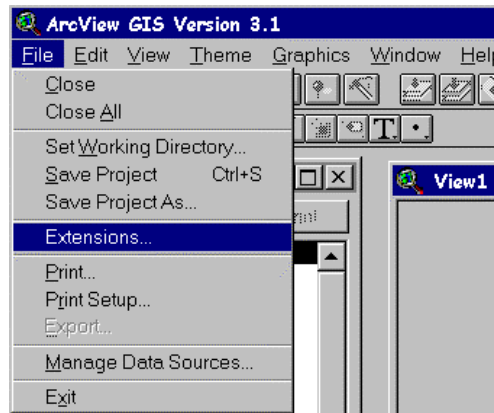 ArcView GIS Version 3.1
File Edit View Theme Graphics Window Help
Close
Close All
Set Working Directory...
Save Project Ctrl+S
Save Project As...
Extensions...
Print...
Print Setup...
Export...
Manage Data Sources...
Exit
T
View1